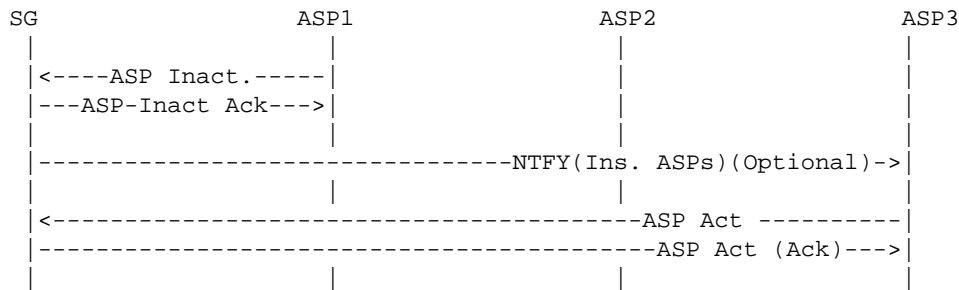 SG ASP1 ASP2 ASP3
| | | |
|<----ASP Inact.-----| | |
|---ASP-Inact Ack--->| | |
| | | |
|---------------------------------NTFY(Ins. ASPs)(Optional)->|
| | | |
|<-----------------------------------------ASP Act ----------|
|-------------------------------------------ASP Act (Ack)--->|
| | | |